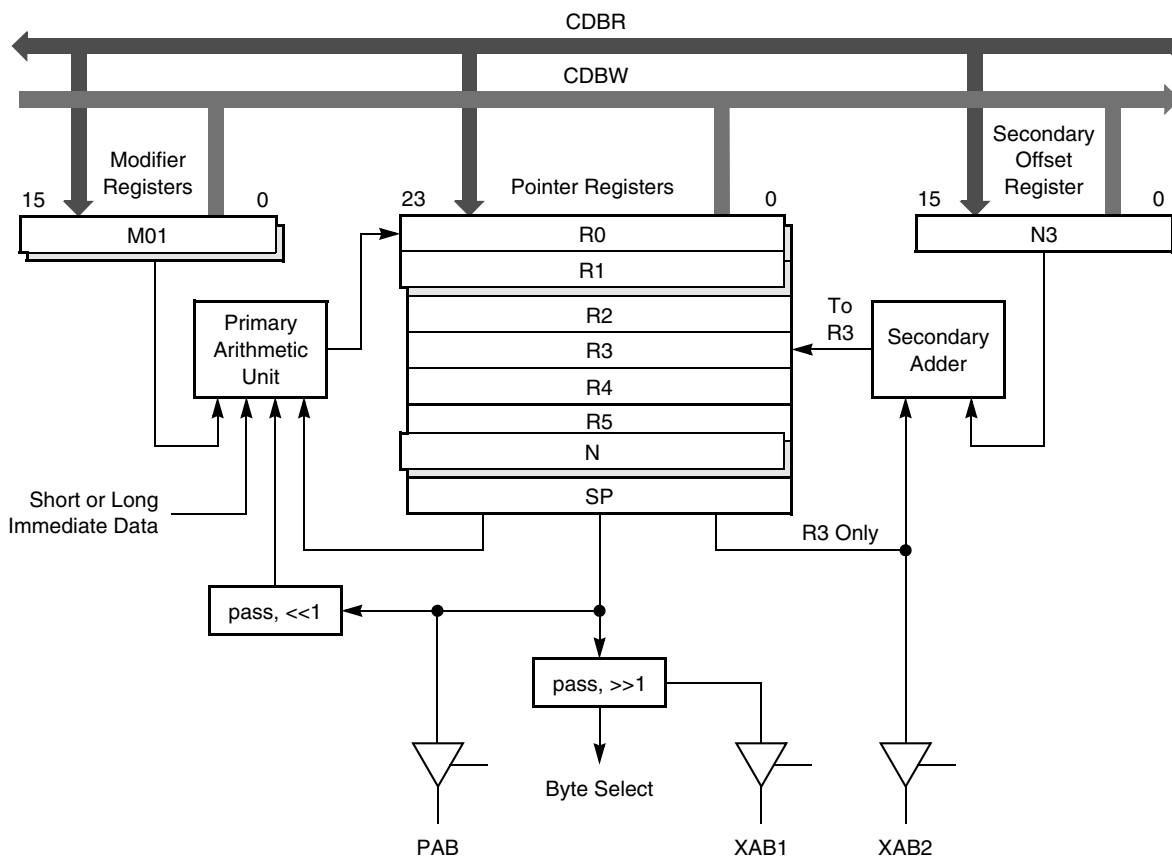 CDBR
CDBW
Modifier
Registers
15
0
M01
Pointer Registers
23
0
R0
R1
R2
R3
R4
R5
N
SP
Secondary
Offset
Register
15
0
N3
Primary
Arithmetic
Unit
To
R3
Secondary
Adder
Short or Long
Immediate Data
R3 Only
pass, <<1
pass, >>1
Byte Select
PAB
XAB1
XAB2